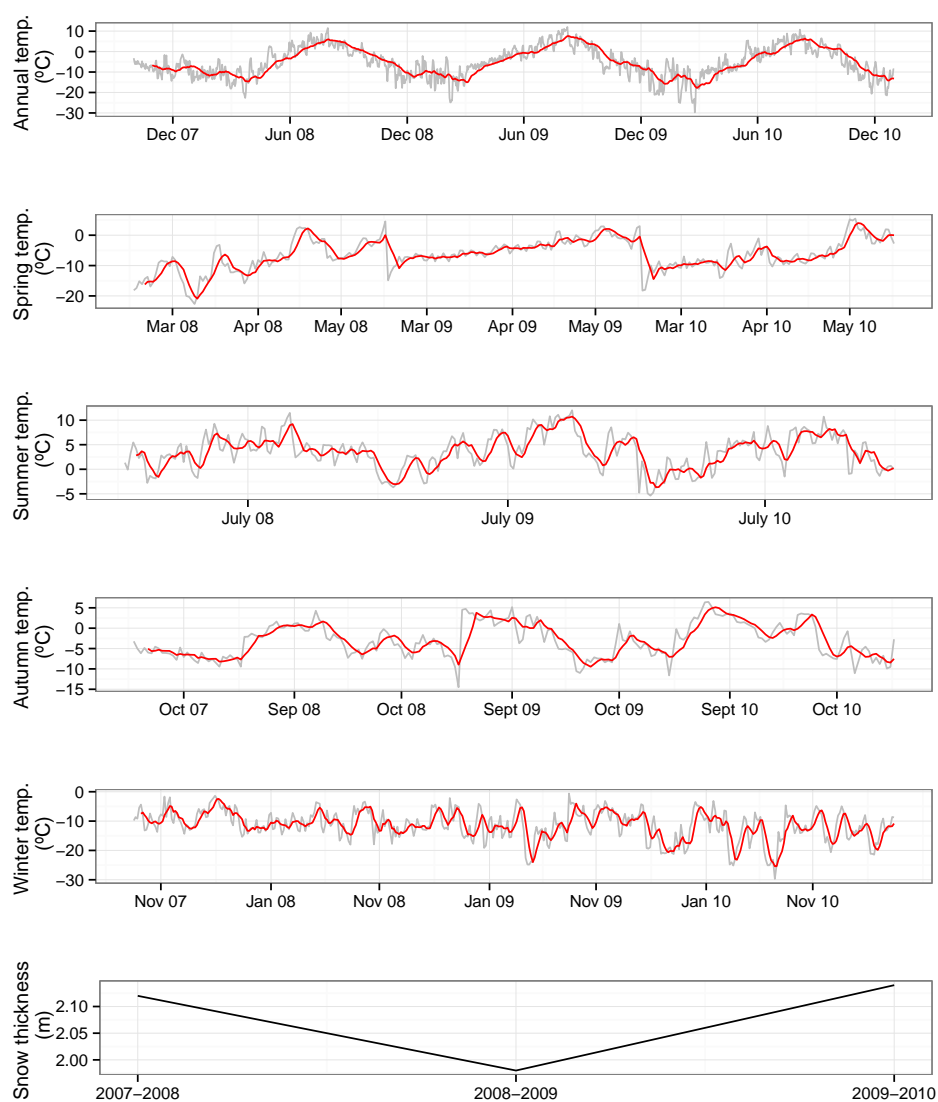 Annual temp.
(ºC)
10
0
−10
−20
−30
Dec 07 Jun 08 Dec 08 Jun 09 Dec 09 Jun 10 Dec 10
Spring temp.
(ºC)
0
−10
−20
Mar 08 Apr 08 May 08 Mar 09 Apr 09 May 09 Mar 10 Apr 10 May 10
Summer temp.
(ºC)
10
5
0
−5
July 08 July 09 July 10
Autumn temp.
(ºC)
5
0
−5
−10
−15
Oct 07 Sep 08 Oct 08 Sept 09 Oct 09 Sept 10 Oct 10
Winter temp.
(ºC)
0
−10
−20
−30
Nov 07 Jan 08 Nov 08 Jan 09 Nov 09 Jan 10 Nov 10
Snow thickness
(m)
2.10
2.05
2.00
2007−2008 2008−2009 2009−2010